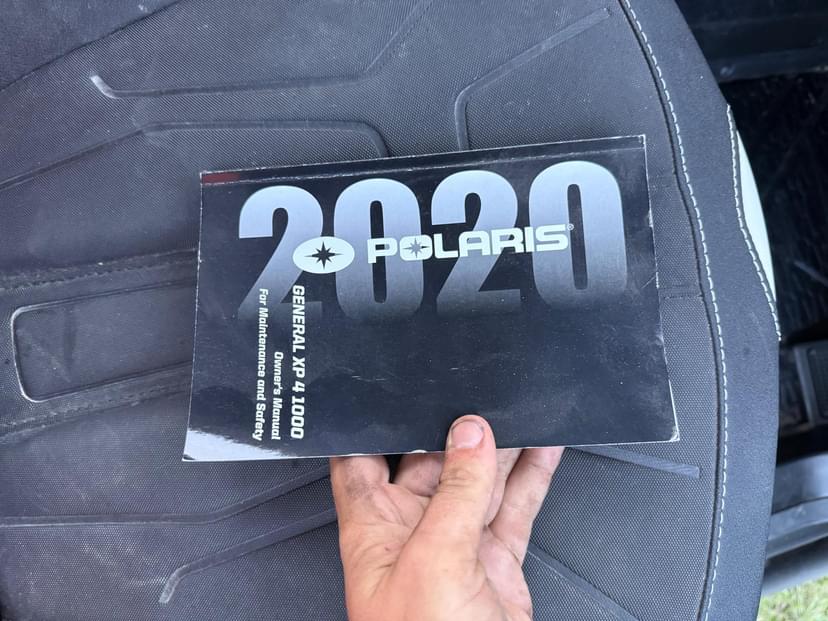 2020
POLARIS®
GENERAL XP 4 1000
Owner's Manual
For Maintenance and Safety